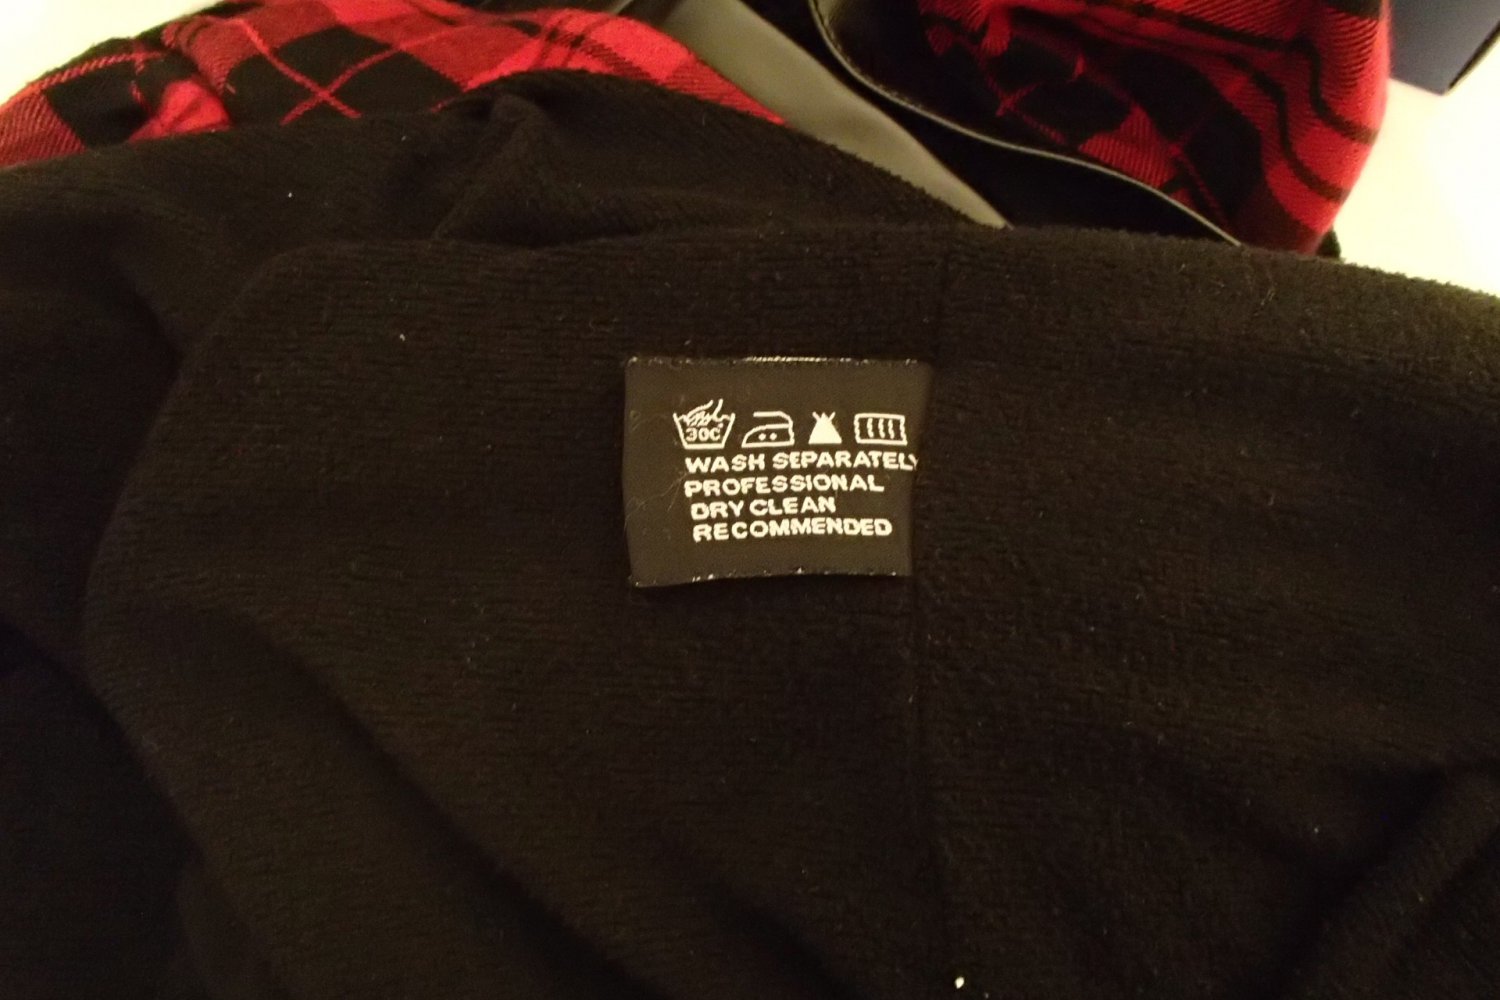 30C°
WASH SEPARATELY
PROFESSIONAL
DRY CLEAN
RECOMMENDED